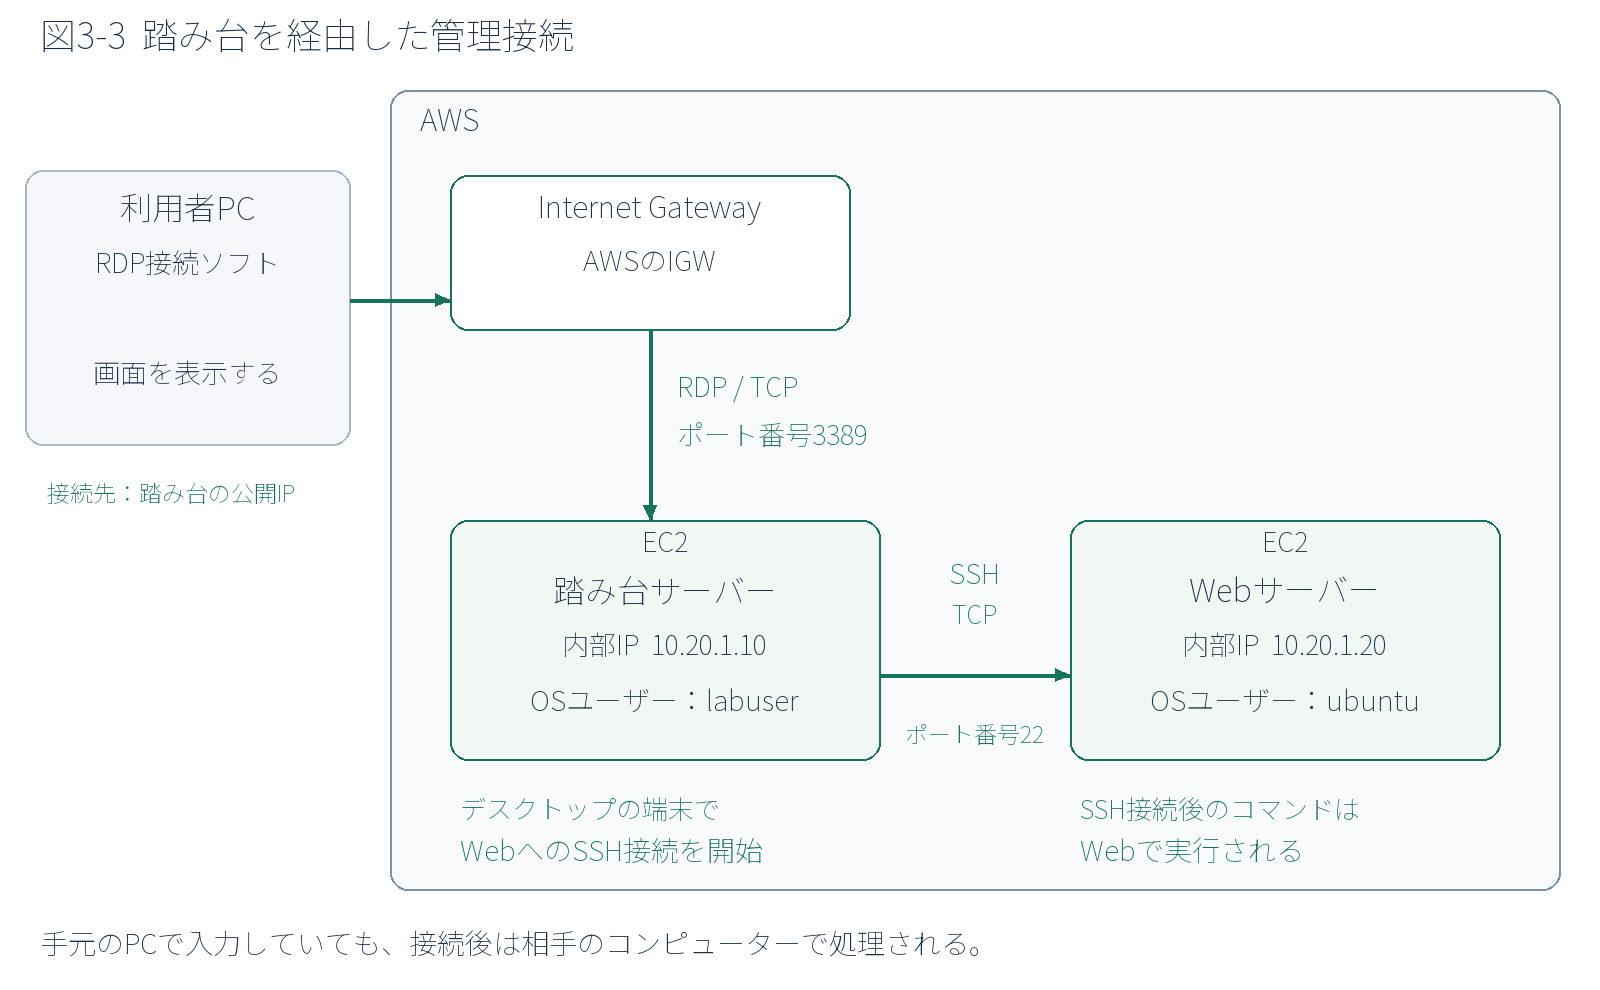 図3-3 踏み台を経由した管理接続
AWS
利用者PC
RDP接続ソフト
画面を表示する
接続先：踏み台の公開IP
Internet Gateway
AWSのIGW
RDP / TCP
ポート番号3389
EC2
踏み台サーバー
内部IP 10.20.1.10
OSユーザー：labuser
SSH
TCP
ポート番号22
EC2
Webサーバー
内部IP 10.20.1.20
OSユーザー：ubuntu
デスクトップの端末で
WebへのSSH接続を開始
SSH接続後のコマンドは
Webで実行される
手元のPCで入力していても、接続後は相手のコンピューターで処理される。